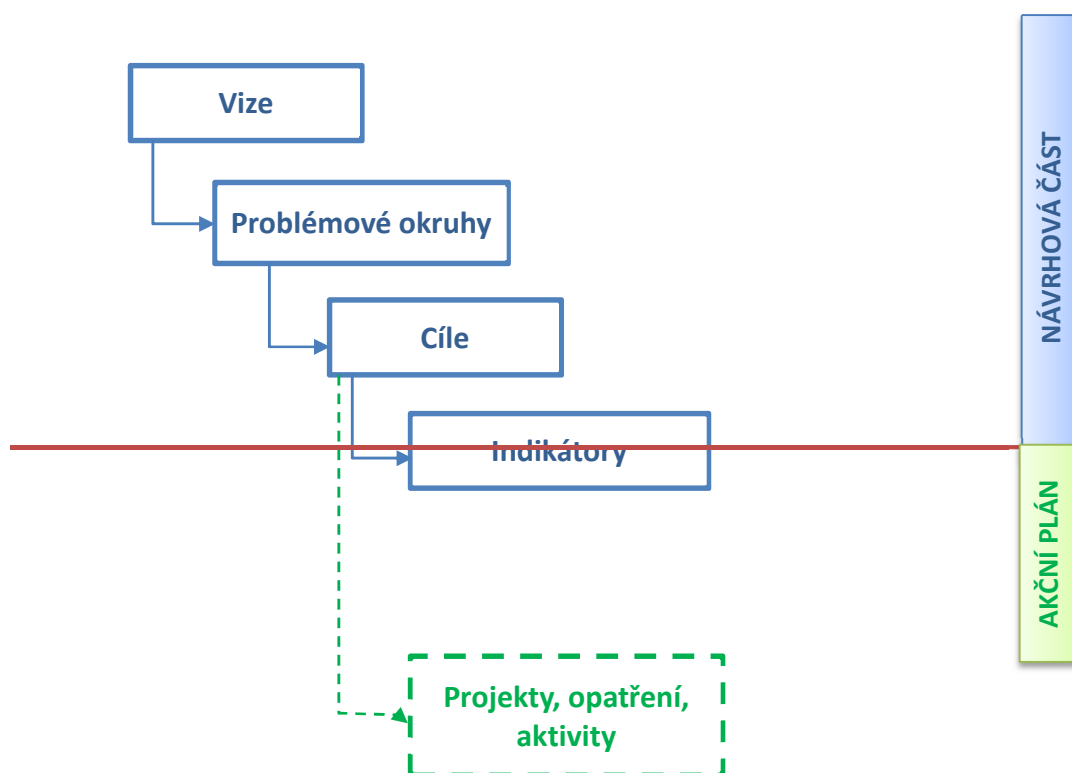 Vize
Problémové okruhy
Cíle
Indikátory
Projekty, opatření,
aktivity
NÁVRHOVÁ ČÁST
AKČNÍ PLÁN